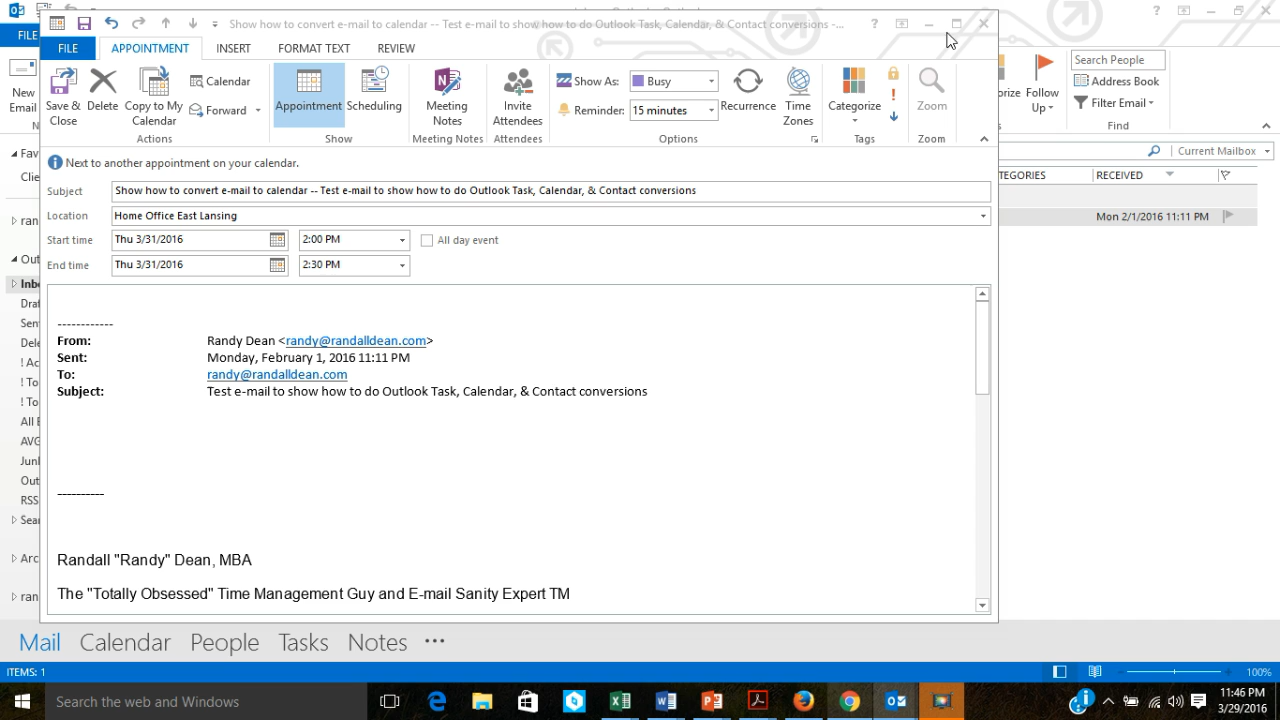 Show how to convert e-mail to calendar -- Test e-mail to show how to do Outlook Task, Calendar, & Contact conversions -...
FILE
FILE APPOINTMENT INSERT FORMAT TEXT REVIEW
New
Email
Save &
Close
Delete
Copy to My
Calendar
Calendar
Forward
Actions
Appointment
Scheduling
Show
Meeting
Notes
Meeting Notes
Invite
Attendees
Attendees
Show As: Busy
Reminder: 15 minutes
Recurrence
Time
Zones
Options
Categorize
Tags
Zoom
Zoom
Follow
Up
Search People
Address Book
Filter Email
Find
Next to another appointment on your calendar.
Current Mailbox
RECEIVED
Mon 2/1/2016 11:11 PM
Subject Show how to convert e-mail to calendar -- Test e-mail to show how to do Outlook Task, Calendar, & Contact conversions
Location Home Office East Lansing
Start time Thu 3/31/2016 2:00 PM All day event
End time Thu 3/31/2016 2:30 PM
------------
From: Randy Dean <randy@randalldean.com>
Sent: Monday, February 1, 2016 11:11 PM
To: randy@randalldean.com
Subject: Test e-mail to show how to do Outlook Task, Calendar, & Contact conversions
----------
Randall "Randy" Dean, MBA
The "Totally Obsessed" Time Management Guy and E-mail Sanity Expert TM
Mail Calendar People Tasks Notes
ITEMS: 1
100%
Search the web and Windows
11:46 PM
3/29/2016